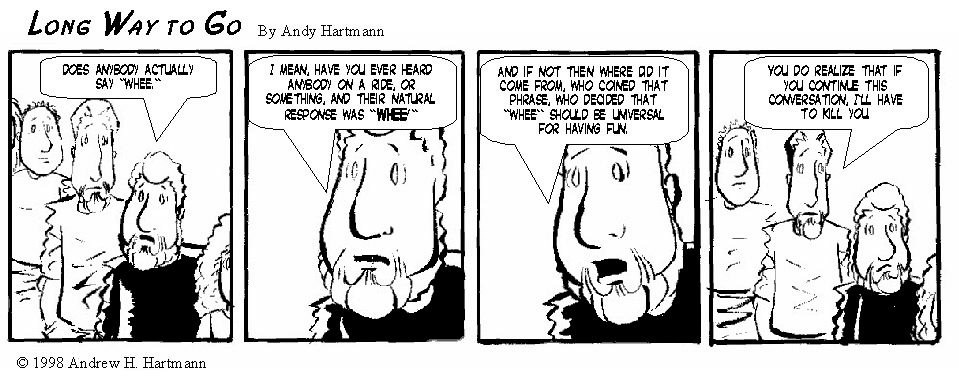 LONG WAY TO GO By Andy Hartmann
DOES ANYBODY ACTUALLY
SAY "WHEE."
I MEAN, HAVE YOU EVER HEARD
ANYBODY ON A RIDE, OR
SOMETHING, AND THEIR NATURAL
RESPONSE WAS "WHEE"
AND IF NOT THEN WHERE DID IT
COME FROM, WHO COINED THAT
PHRASE, WHO DECIDED THAT
"WHEE" SHOULD BE UNIVERSAL
FOR HAVING FUN.
YOU DO REALIZE THAT IF
YOU CONTINUE THIS
CONVERSATION, I'LL HAVE
TO KILL YOU.
© 1998 Andrew H. Hartmann